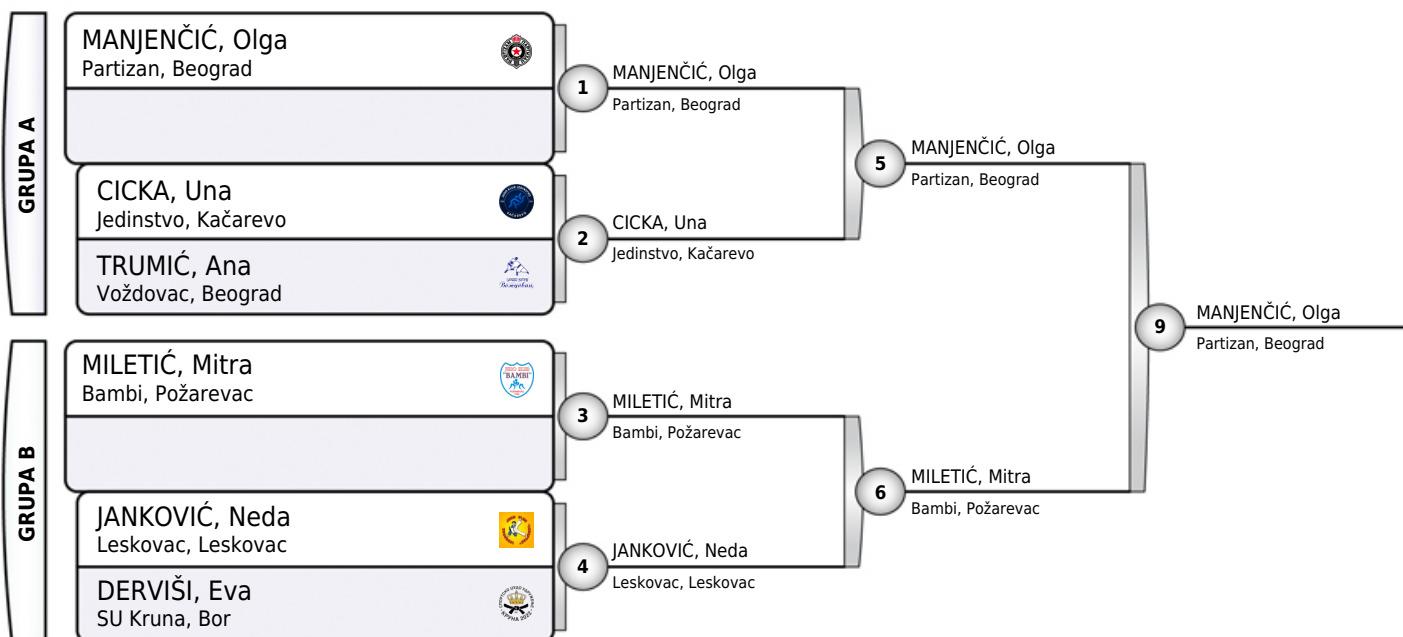 GRUPA A
MANJENČIĆ, Olga
Partizan, Beograd
CICKA, Una
Jedinstvo, Kačarevo
TRUMIĆ, Ana
Voždovac, Beograd
1
MANJENČIĆ, Olga
Partizan, Beograd
2
CICKA, Una
Jedinstvo, Kačarevo
5
MANJENČIĆ, Olga
Partizan, Beograd
GRUPA B
MILETIĆ, Mitra
Bambi, Požarevac
"BAMBI"
JANKOVIĆ, Neda
Leskovac, Leskovac
DERVIŠI, Eva
SU Kruna, Bor
3
MILETIĆ, Mitra
Bambi, Požarevac
4
JANKOVIĆ, Neda
Leskovac, Leskovac
6
MILETIĆ, Mitra
Bambi, Požarevac
9
MANJENČIĆ, Olga
Partizan, Beograd